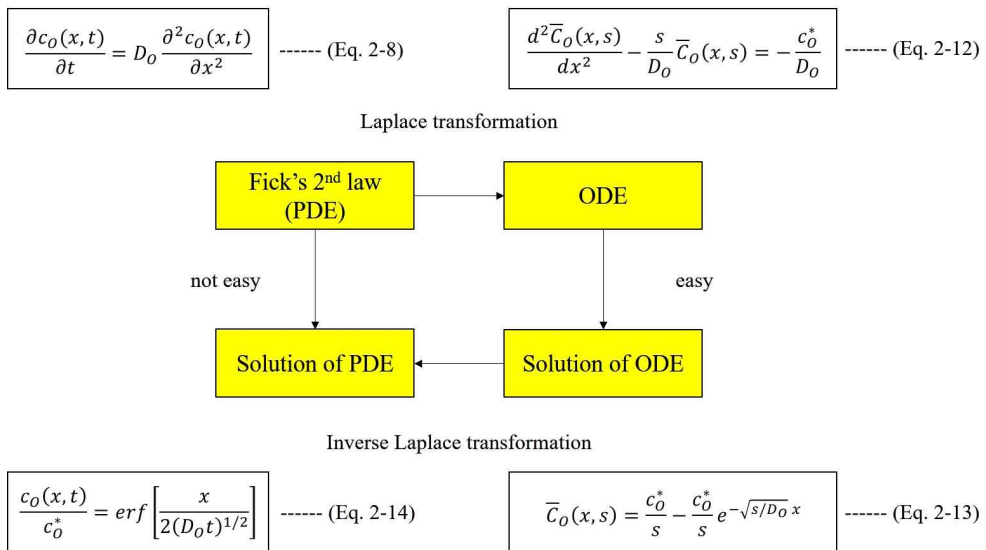 ∂c_O(x,t)/∂t = D_O ∂²c_O(x,t)/∂x² ------ (Eq. 2-8)
d²C̅_O(x,s)/dx² − s/D_O C̅_O(x,s) = − c_O*/D_O ------ (Eq. 2-12)
Laplace transformation
Fick's 2nd law
(PDE)
ODE
not easy
easy
Solution of PDE
Solution of ODE
Inverse Laplace transformation
c_O(x,t)/c_O* = erf[x/2(D_O t)^1/2] ------ (Eq. 2-14)
C̅_O(x,s) = c_O*/s − c_O*/s e^−√(s/D_O) x ------ (Eq. 2-13)